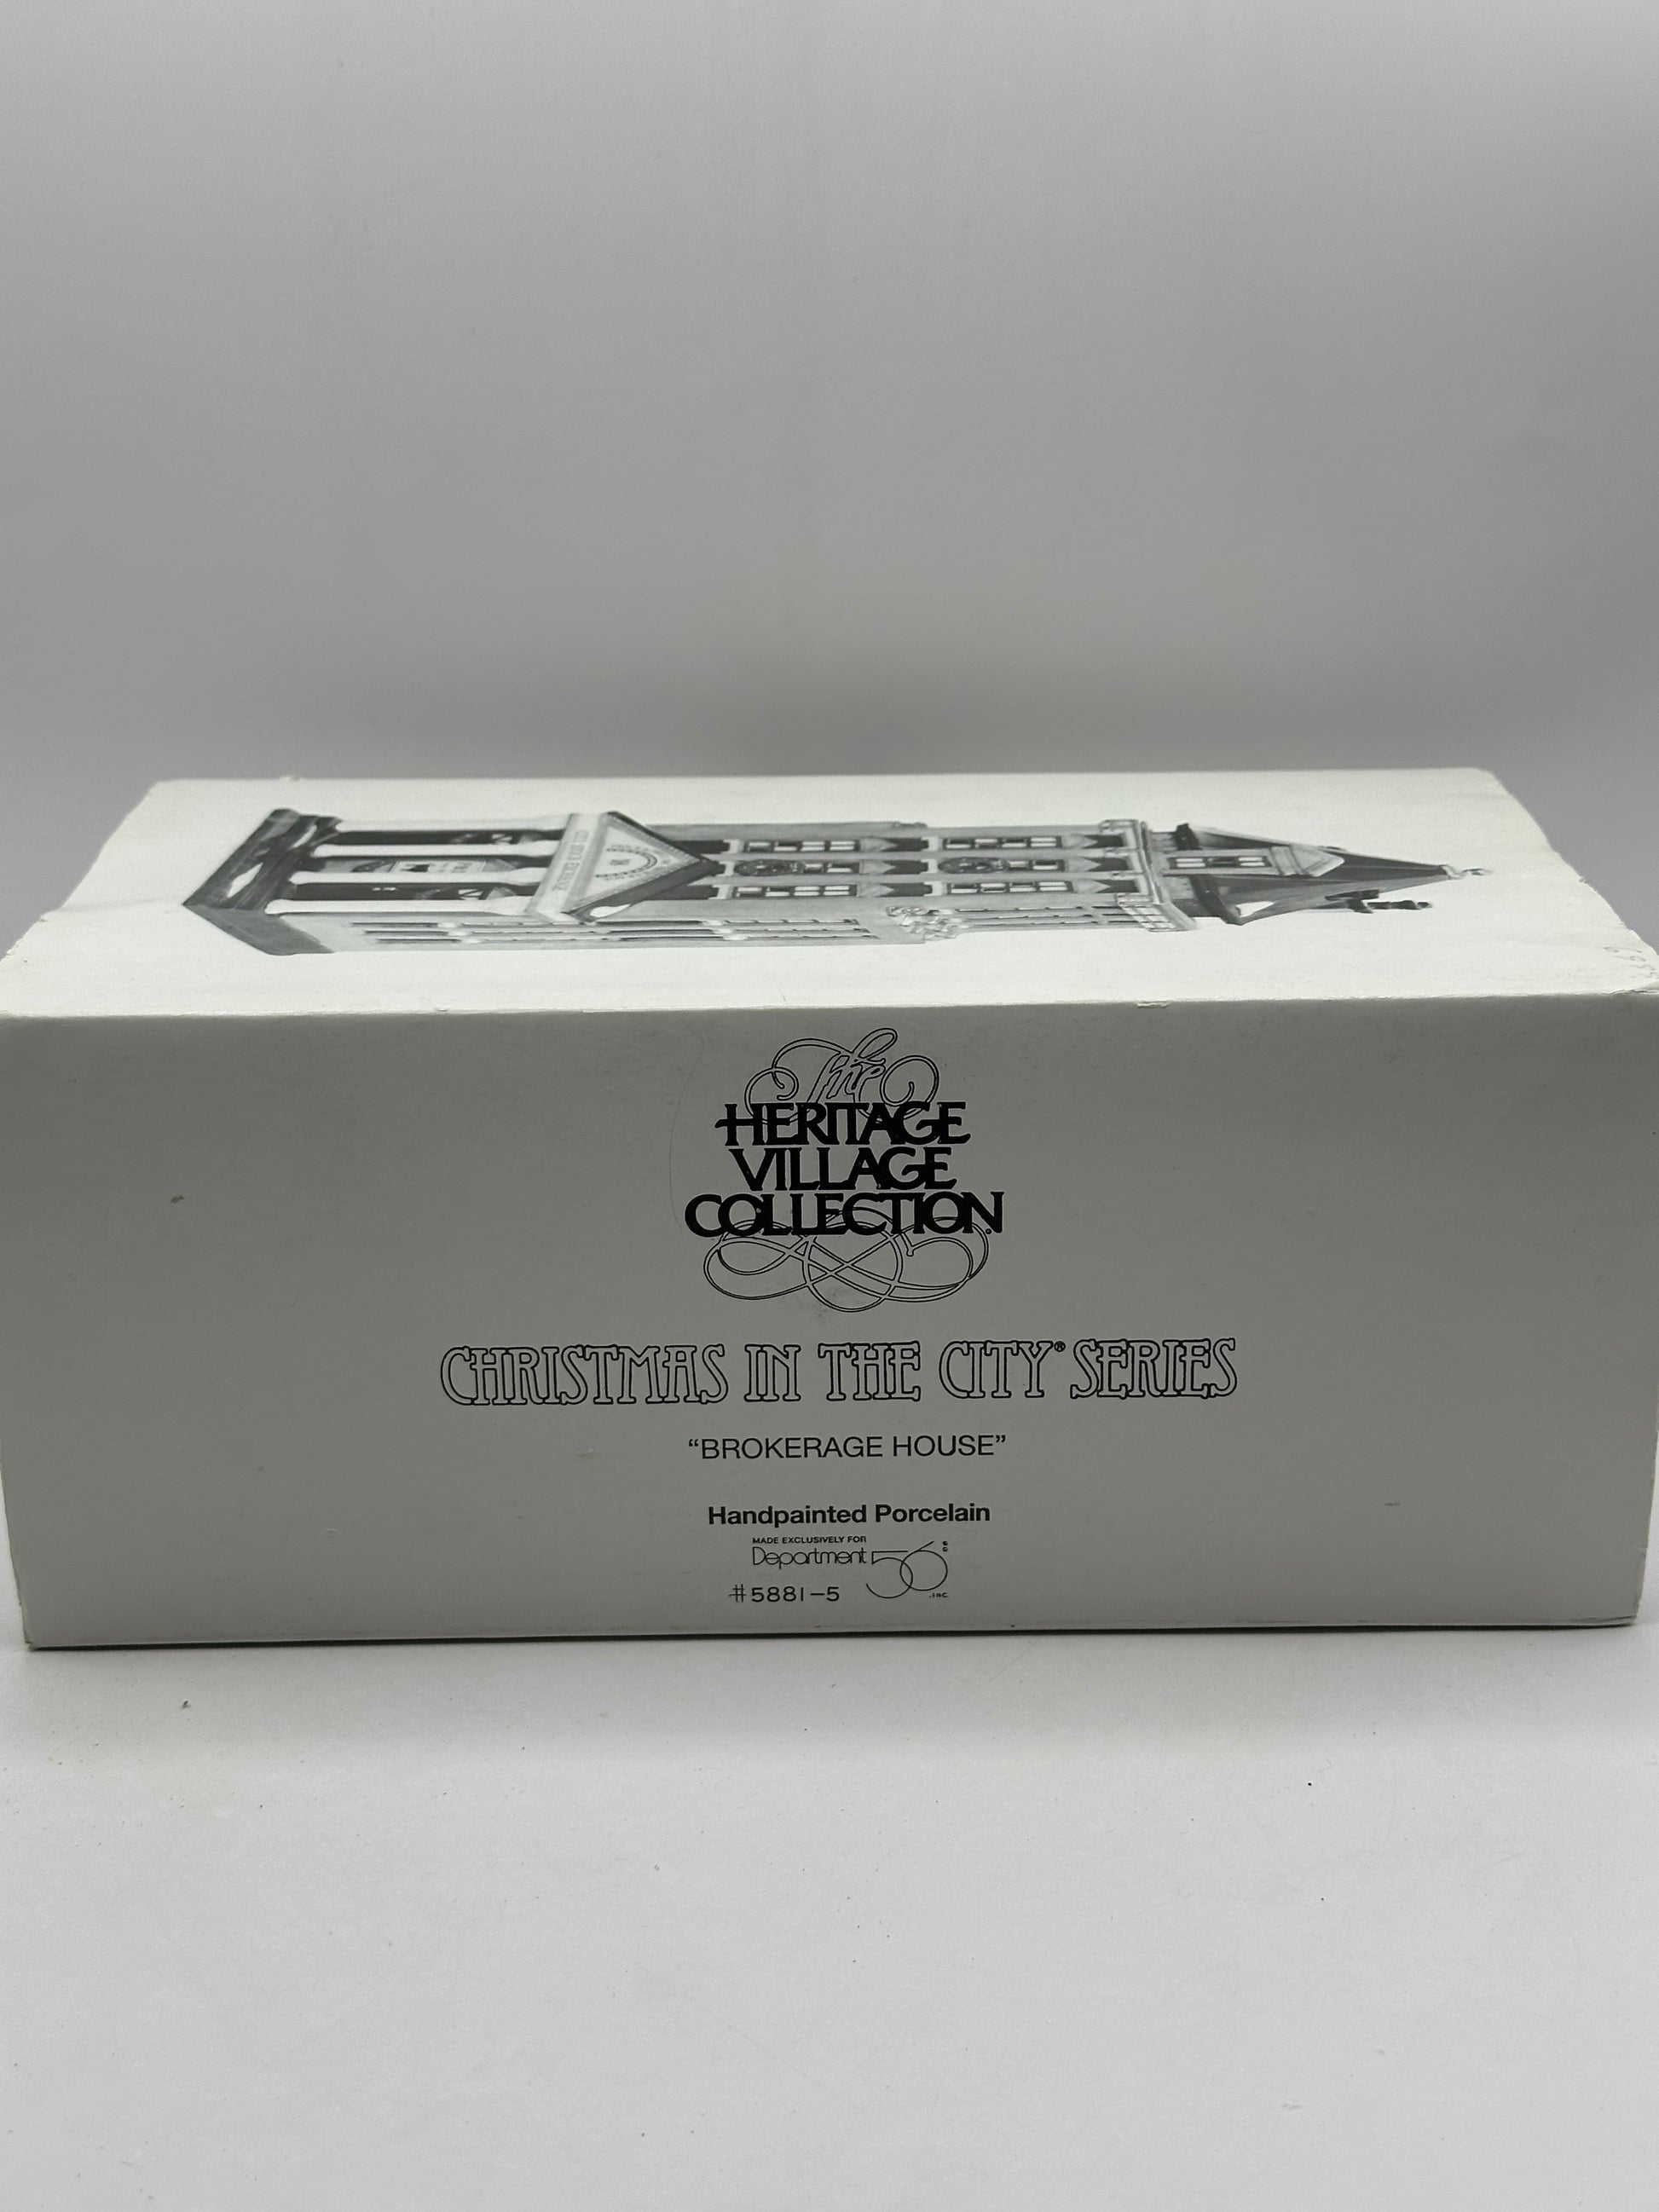 The
HERITAGE
VILLAGE
COLLECTION
CHRISTMAS IN THE CITY® SERIES
“BROKERAGE HOUSE”
Handpainted Porcelain
MADE EXCLUSIVELY FOR
Department 56® INC.
#5881-5